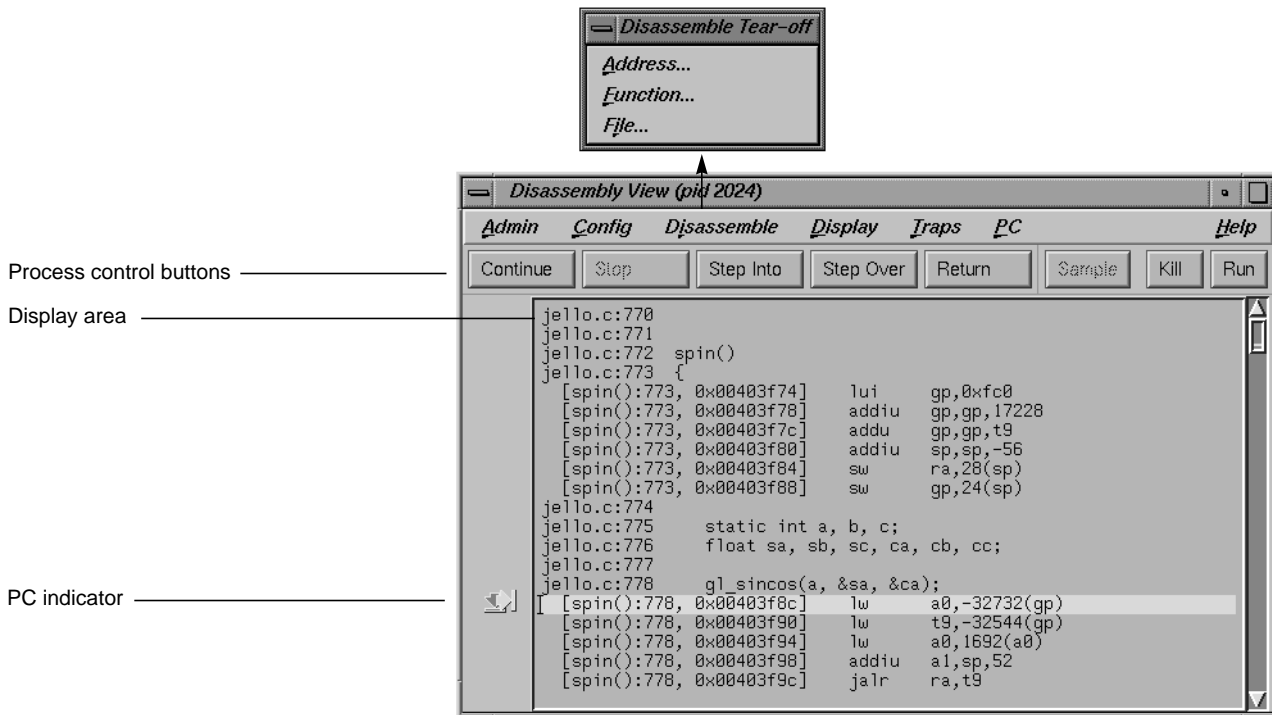 Disassemble Tear-off
Address...
Function...
File...
Disassembly View (pid 2024)
Admin Config Disassemble Display Traps PC Help
Process control buttons
Continue Stop Step Into Step Over Return Sample Kill Run
Display area
jello.c:770
jello.c:771
jello.c:772 spin()
jello.c:773 {
[spin():773, 0x00403f74] lui gp,0xfc0
[spin():773, 0x00403f78] addiu gp,gp,17228
[spin():773, 0x00403f7c] addu gp,gp,t9
[spin():773, 0x00403f80] addiu sp,sp,-56
[spin():773, 0x00403f84] sw ra,28(sp)
[spin():773, 0x00403f88] sw gp,24(sp)
jello.c:774
jello.c:775 static int a, b, c;
jello.c:776 float sa, sb, sc, ca, cb, cc;
jello.c:777
jello.c:778 gl_sincos(a, &sa, &ca);
PC indicator
[spin():778, 0x00403f8c] lw a0,-32732(gp)
[spin():778, 0x00403f90] lw t9,-32544(gp)
[spin():778, 0x00403f94] lw a0,1692(a0)
[spin():778, 0x00403f98] addiu a1,sp,52
[spin():778, 0x00403f9c] jalr ra,t9